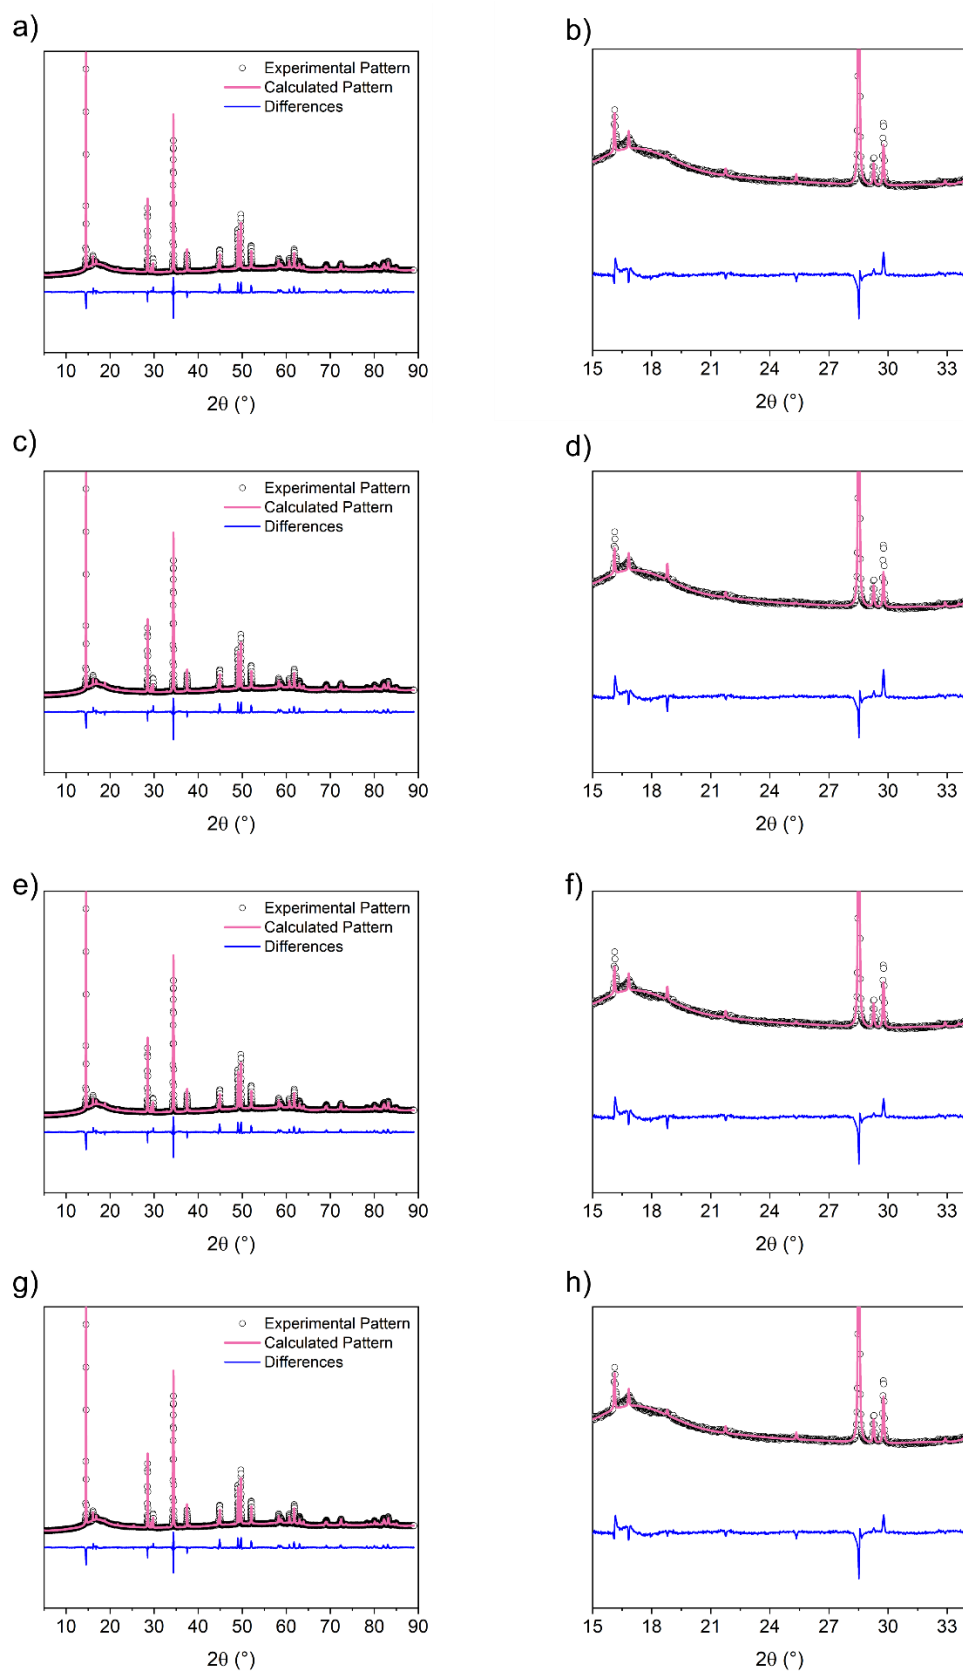 a)
Experimental Pattern
Calculated Pattern
Differences
10 20 30 40 50 60 70 80 90
2θ (°)
b)
15 18 21 24 27 30 33
2θ (°)
c)
Experimental Pattern
Calculated Pattern
Differences
10 20 30 40 50 60 70 80 90
2θ (°)
d)
15 18 21 24 27 30 33
2θ (°)
e)
Experimental Pattern
Calculated Pattern
Differences
10 20 30 40 50 60 70 80 90
2θ (°)
f)
15 18 21 24 27 30 33
2θ (°)
g)
Experimental Pattern
Calculated Pattern
Differences
10 20 30 40 50 60 70 80 90
2θ (°)
h)
15 18 21 24 27 30 33
2θ (°)